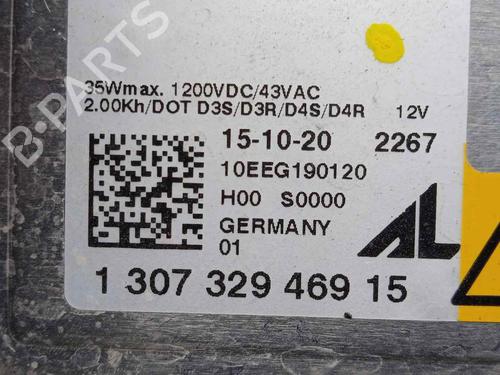 35Wmax. 1200VDC/43VAC
2.00Kh/DOT D3S/D3R/D4S/D4R 12V
15-10-20 2267
10EEG190120
H00 S0000
GERMANY
01
AL
1 307 329 469 15